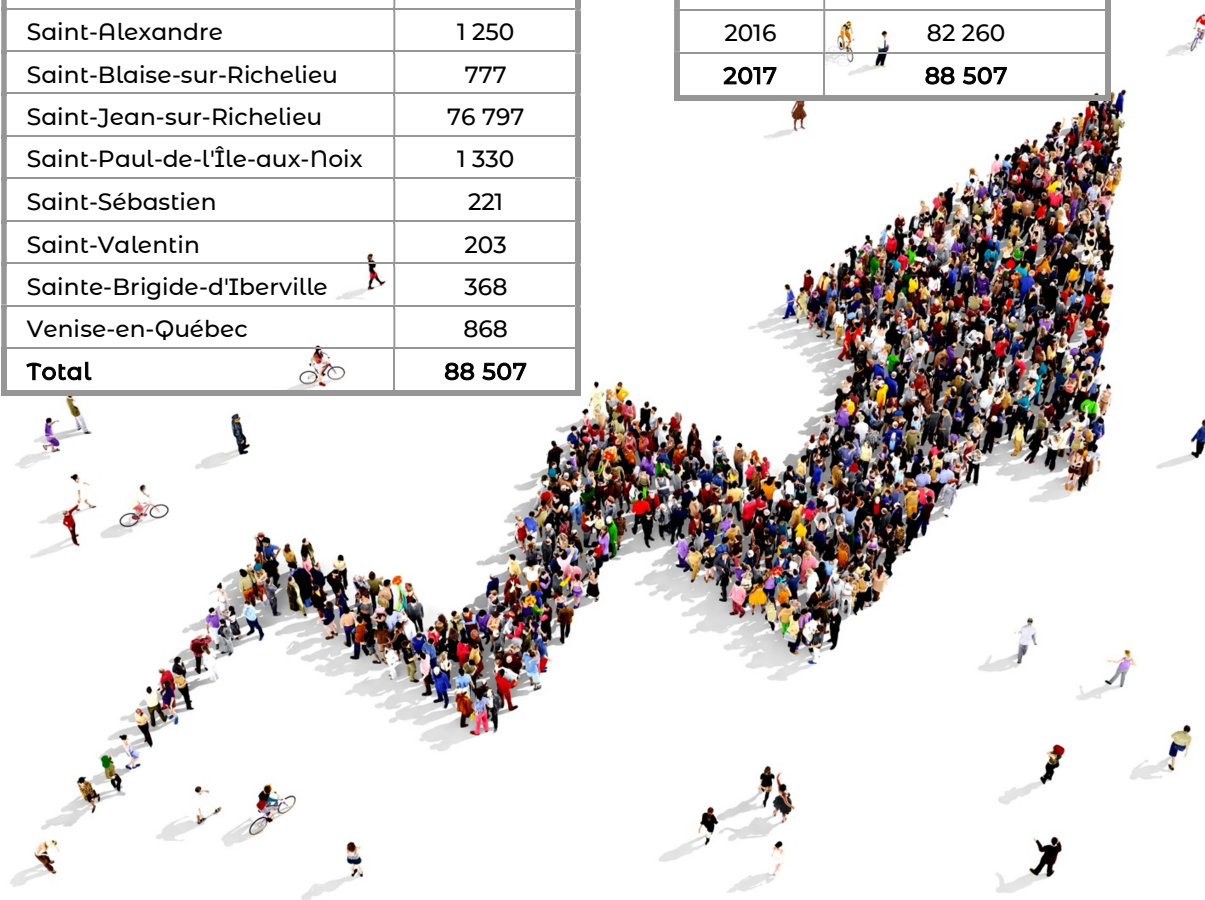 Saint-Alexandre 1 250
Saint-Blaise-sur-Richelieu 777
Saint-Jean-sur-Richelieu 76 797
Saint-Paul-de-l'Île-aux-Noix 1 330
Saint-Sébastien 221
Saint-Valentin 203
Sainte-Brigide-d'Iberville 368
Venise-en-Québec 868
Total 88 507
2016 82 260
2017 88 507